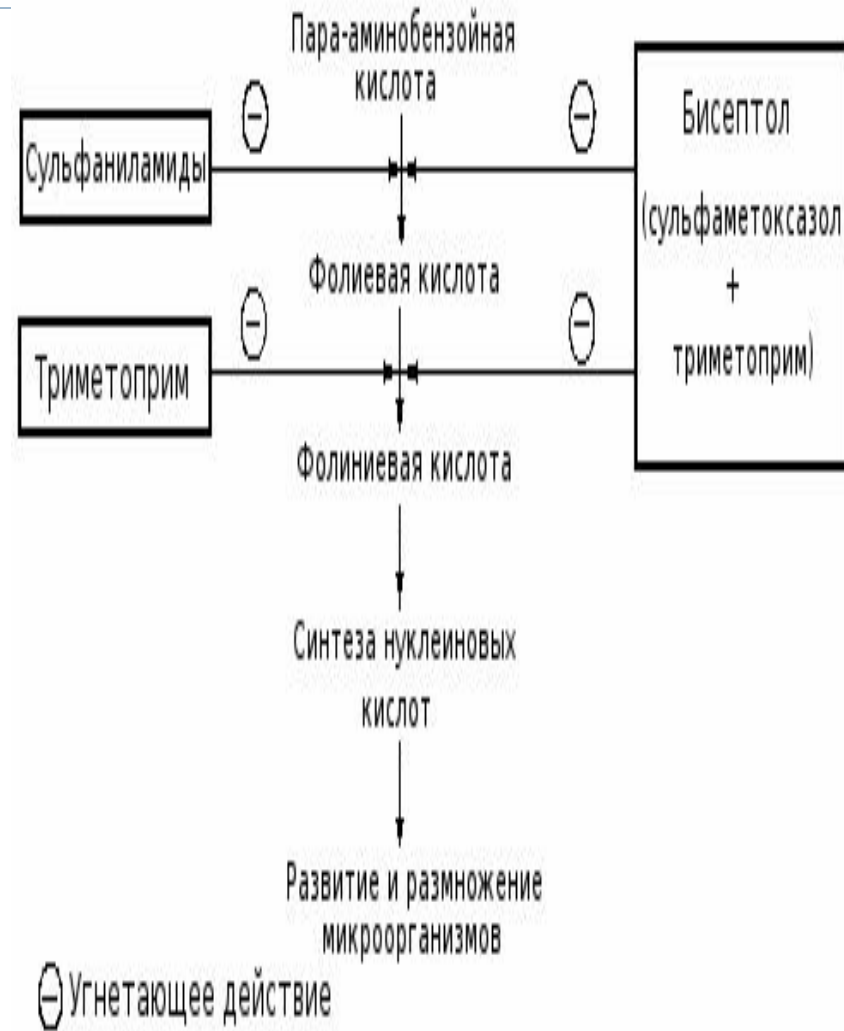 Пара-аминобензойная
кислота
Сульфаниламиды
Бисептол
(сульфаметоксазол
+
триметоприм)
Фолиевая кислота
Триметоприм
Фолиниевая кислота
Синтеза нуклеиновых
кислот
Развитие и размножение
микроорганизмов
Угнетающее действие